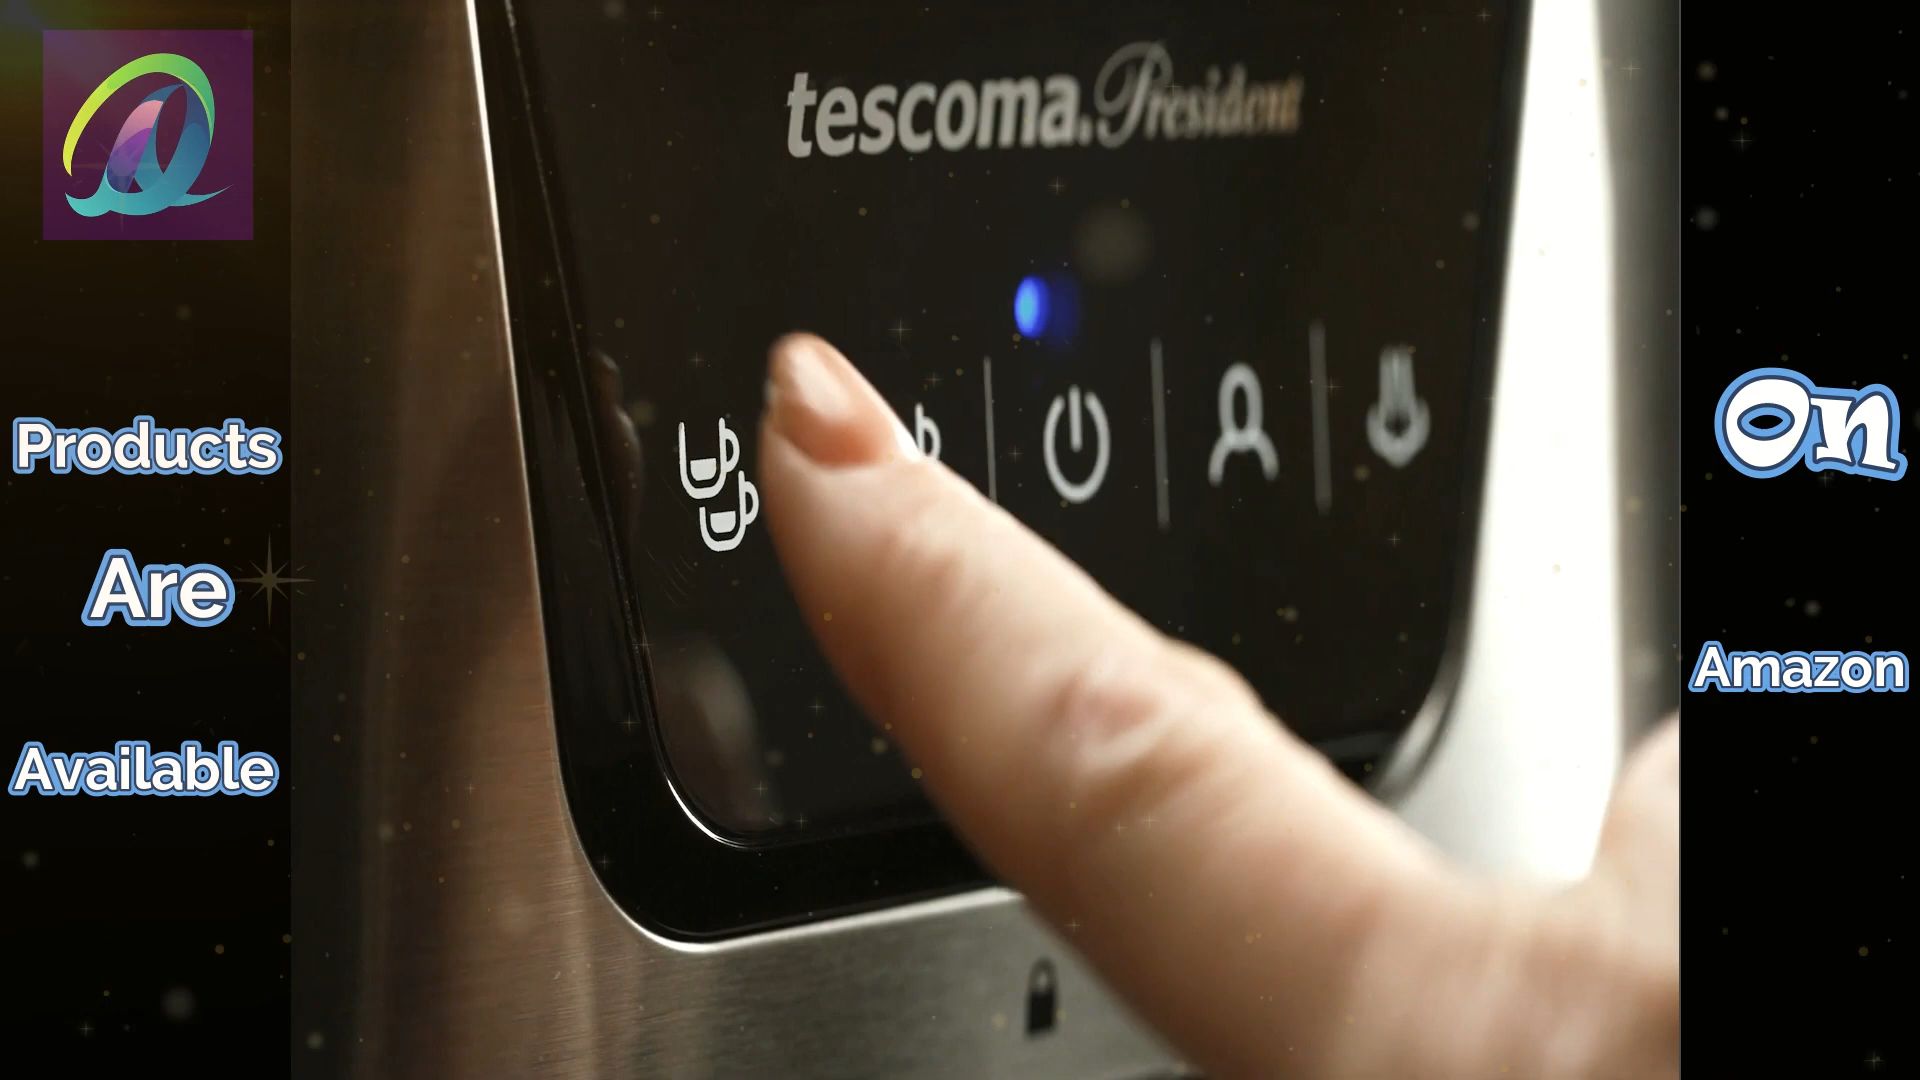 tescoma.President
Products
Are
Available
On
Amazon